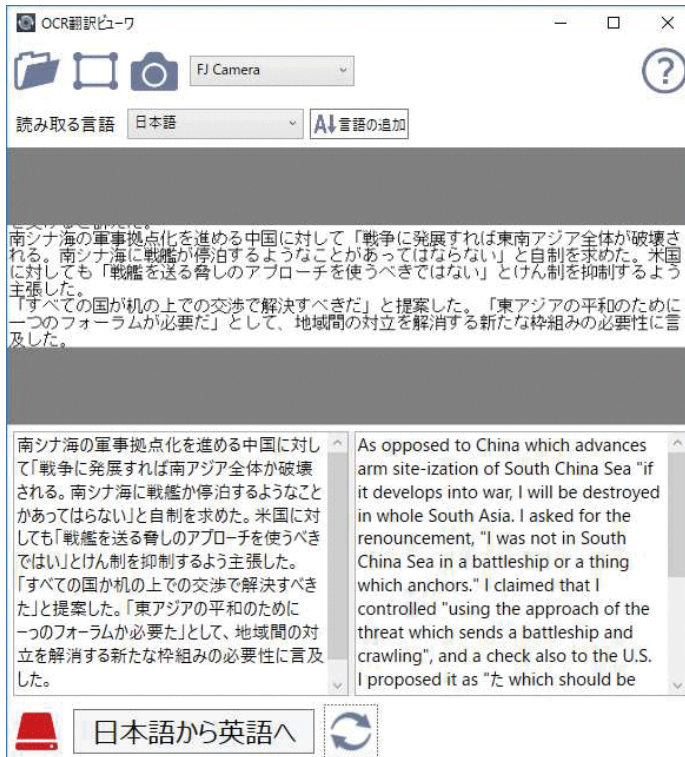 OCR翻訳ビューワ
FJ Camera
?
読み取る言語
日本語
A 言語の追加
南シナ海の軍事拠点化を進める中国に対して「戦争に発展すれば東南アジア全体が破壊さ
れる。南シナ海に戦艦が停泊するようなことがあってはならない」と自制を求めた。米国
に対しても「戦艦を送る脅しのアプローチを使うべきではない」とけん制を抑制するよう
主張した。
「すべての国が机の上での交渉で解決すべきだ」と提案した。「東アジアの平和のために
一つのフォーラムが必要だ」として、地域間の対立を解消する新たな枠組みの必要性に言
及した。
南シナ海の軍事拠点化を進める中国に対し
て「戦争に発展すれば南アジア全体か破壊
される。南シナ海に戦艦か停泊するようなこと
かあってはらない」と自制を求めた。米国に対
しても「戦艦を送る脅しのアプローチを使うべき
ではい」とけん制を抑制するよう主張した。
「すべての国か机の上での交渉で解決すべき
た」と提案した。「東アジアの平和のために
一つのフォーラムか必要た」として、地域間の対
立を解消する新たな枠組みの必要性に言及
した。
As opposed to China which advances
arm site-ization of South China Sea "if
it develops into war, I will be destroyed
in whole South Asia. I asked for the
renouncement, "I was not in South
China Sea in a battleship or a thing
which anchors." I claimed that I
controlled "using the approach of the
threat which sends a battleship and
crawling", and a check also to the U.S.
I proposed it as "た which should be
日本語から英語へ